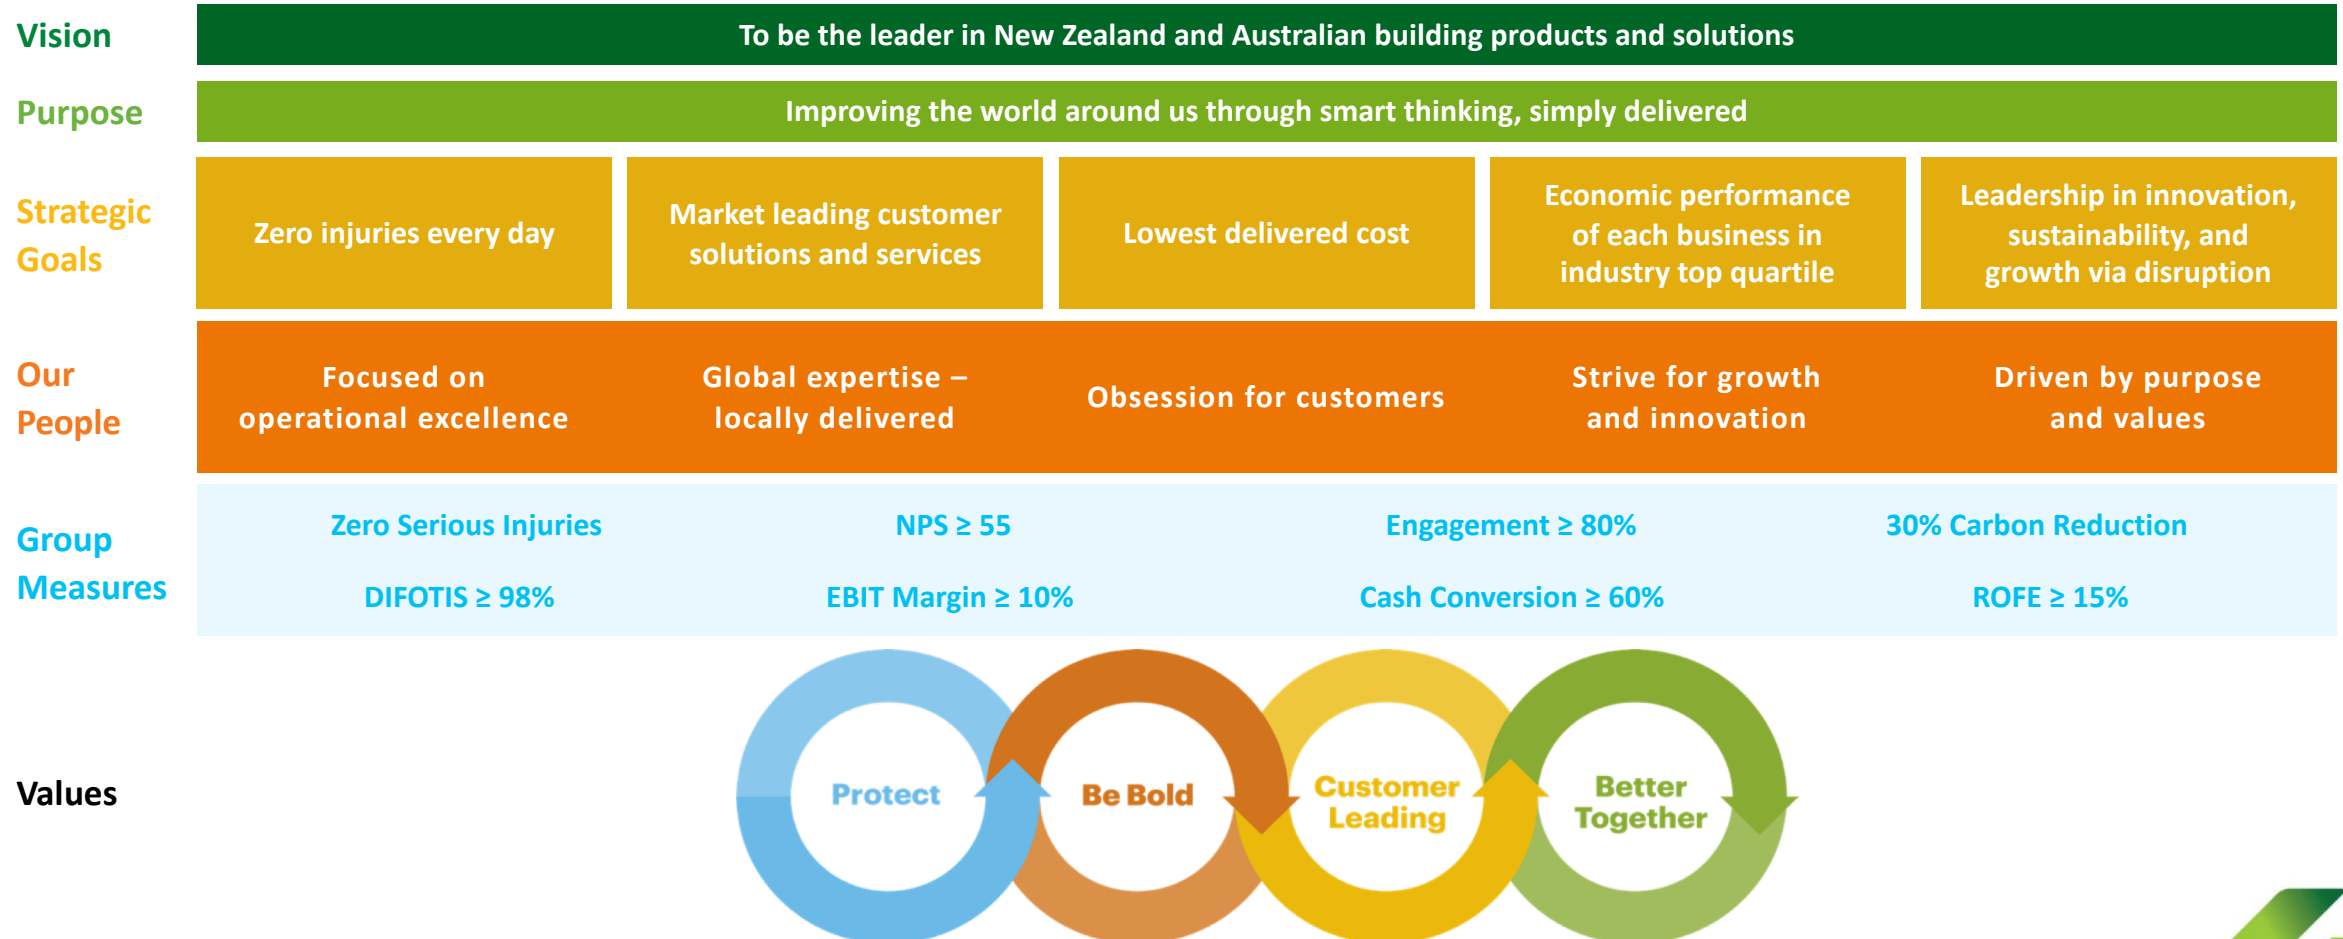 Vision
To be the leader in New Zealand and Australian building products and solutions
Purpose
Improving the world around us through smart thinking, simply delivered
Strategic
Goals
Zero injuries every day
Market leading customer
solutions and services
Lowest delivered cost
Economic performance
of each business in
industry top quartile
Leadership in innovation,
sustainability, and
growth via disruption
Our
People
Focused on
operational excellence
Global expertise –
locally delivered
Obsession for customers
Strive for growth
and innovation
Driven by purpose
and values
Group
Measures
Zero Serious Injuries
NPS ≥ 55
Engagement ≥ 80%
30% Carbon Reduction
DIFOTIS ≥ 98%
EBIT Margin ≥ 10%
Cash Conversion ≥ 60%
ROFE ≥ 15%
Values
Protect
Be Bold
Customer
Leading
Better
Together